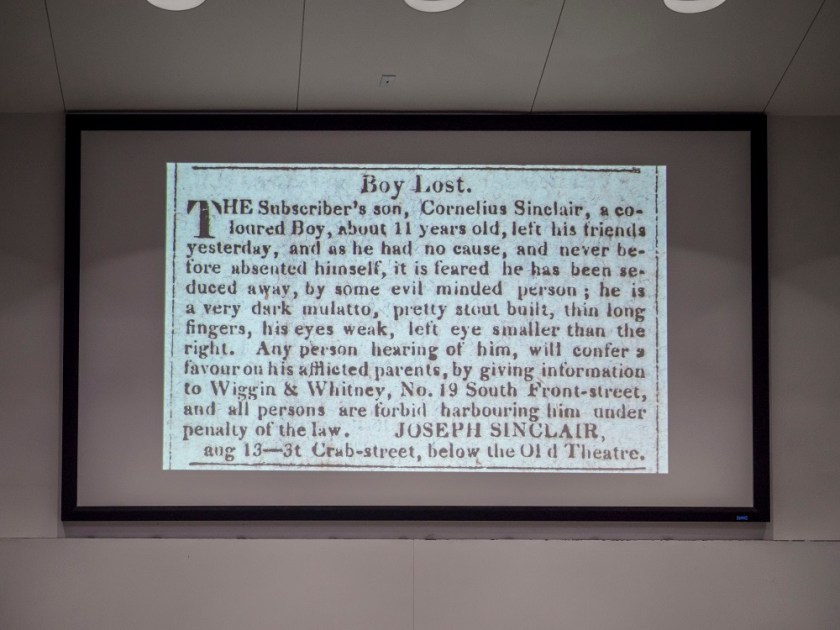 Boy Lost.
THE Subscriber's son, Cornelius Sinclair, a co-
loured Boy, about 11 years old, left his friends
yesterday, and as he had no cause, and never be-
fore absented himself, it is feared he has been se-
duced away, by some evil minded person; he is
a very dark mulatto, pretty stout built, thin long
fingers, his eyes weak, left eye smaller than the
right. Any person hearing of him, will confer a
favour on his afflicted parents, by giving information
to Wiggin & Whitney, No. 19 South Front-street,
and all persons are forbid harbouring him under
penalty of the law. JOSEPH SINCLAIR,
aug 13—3t Crab-street, below the Old Theatre.